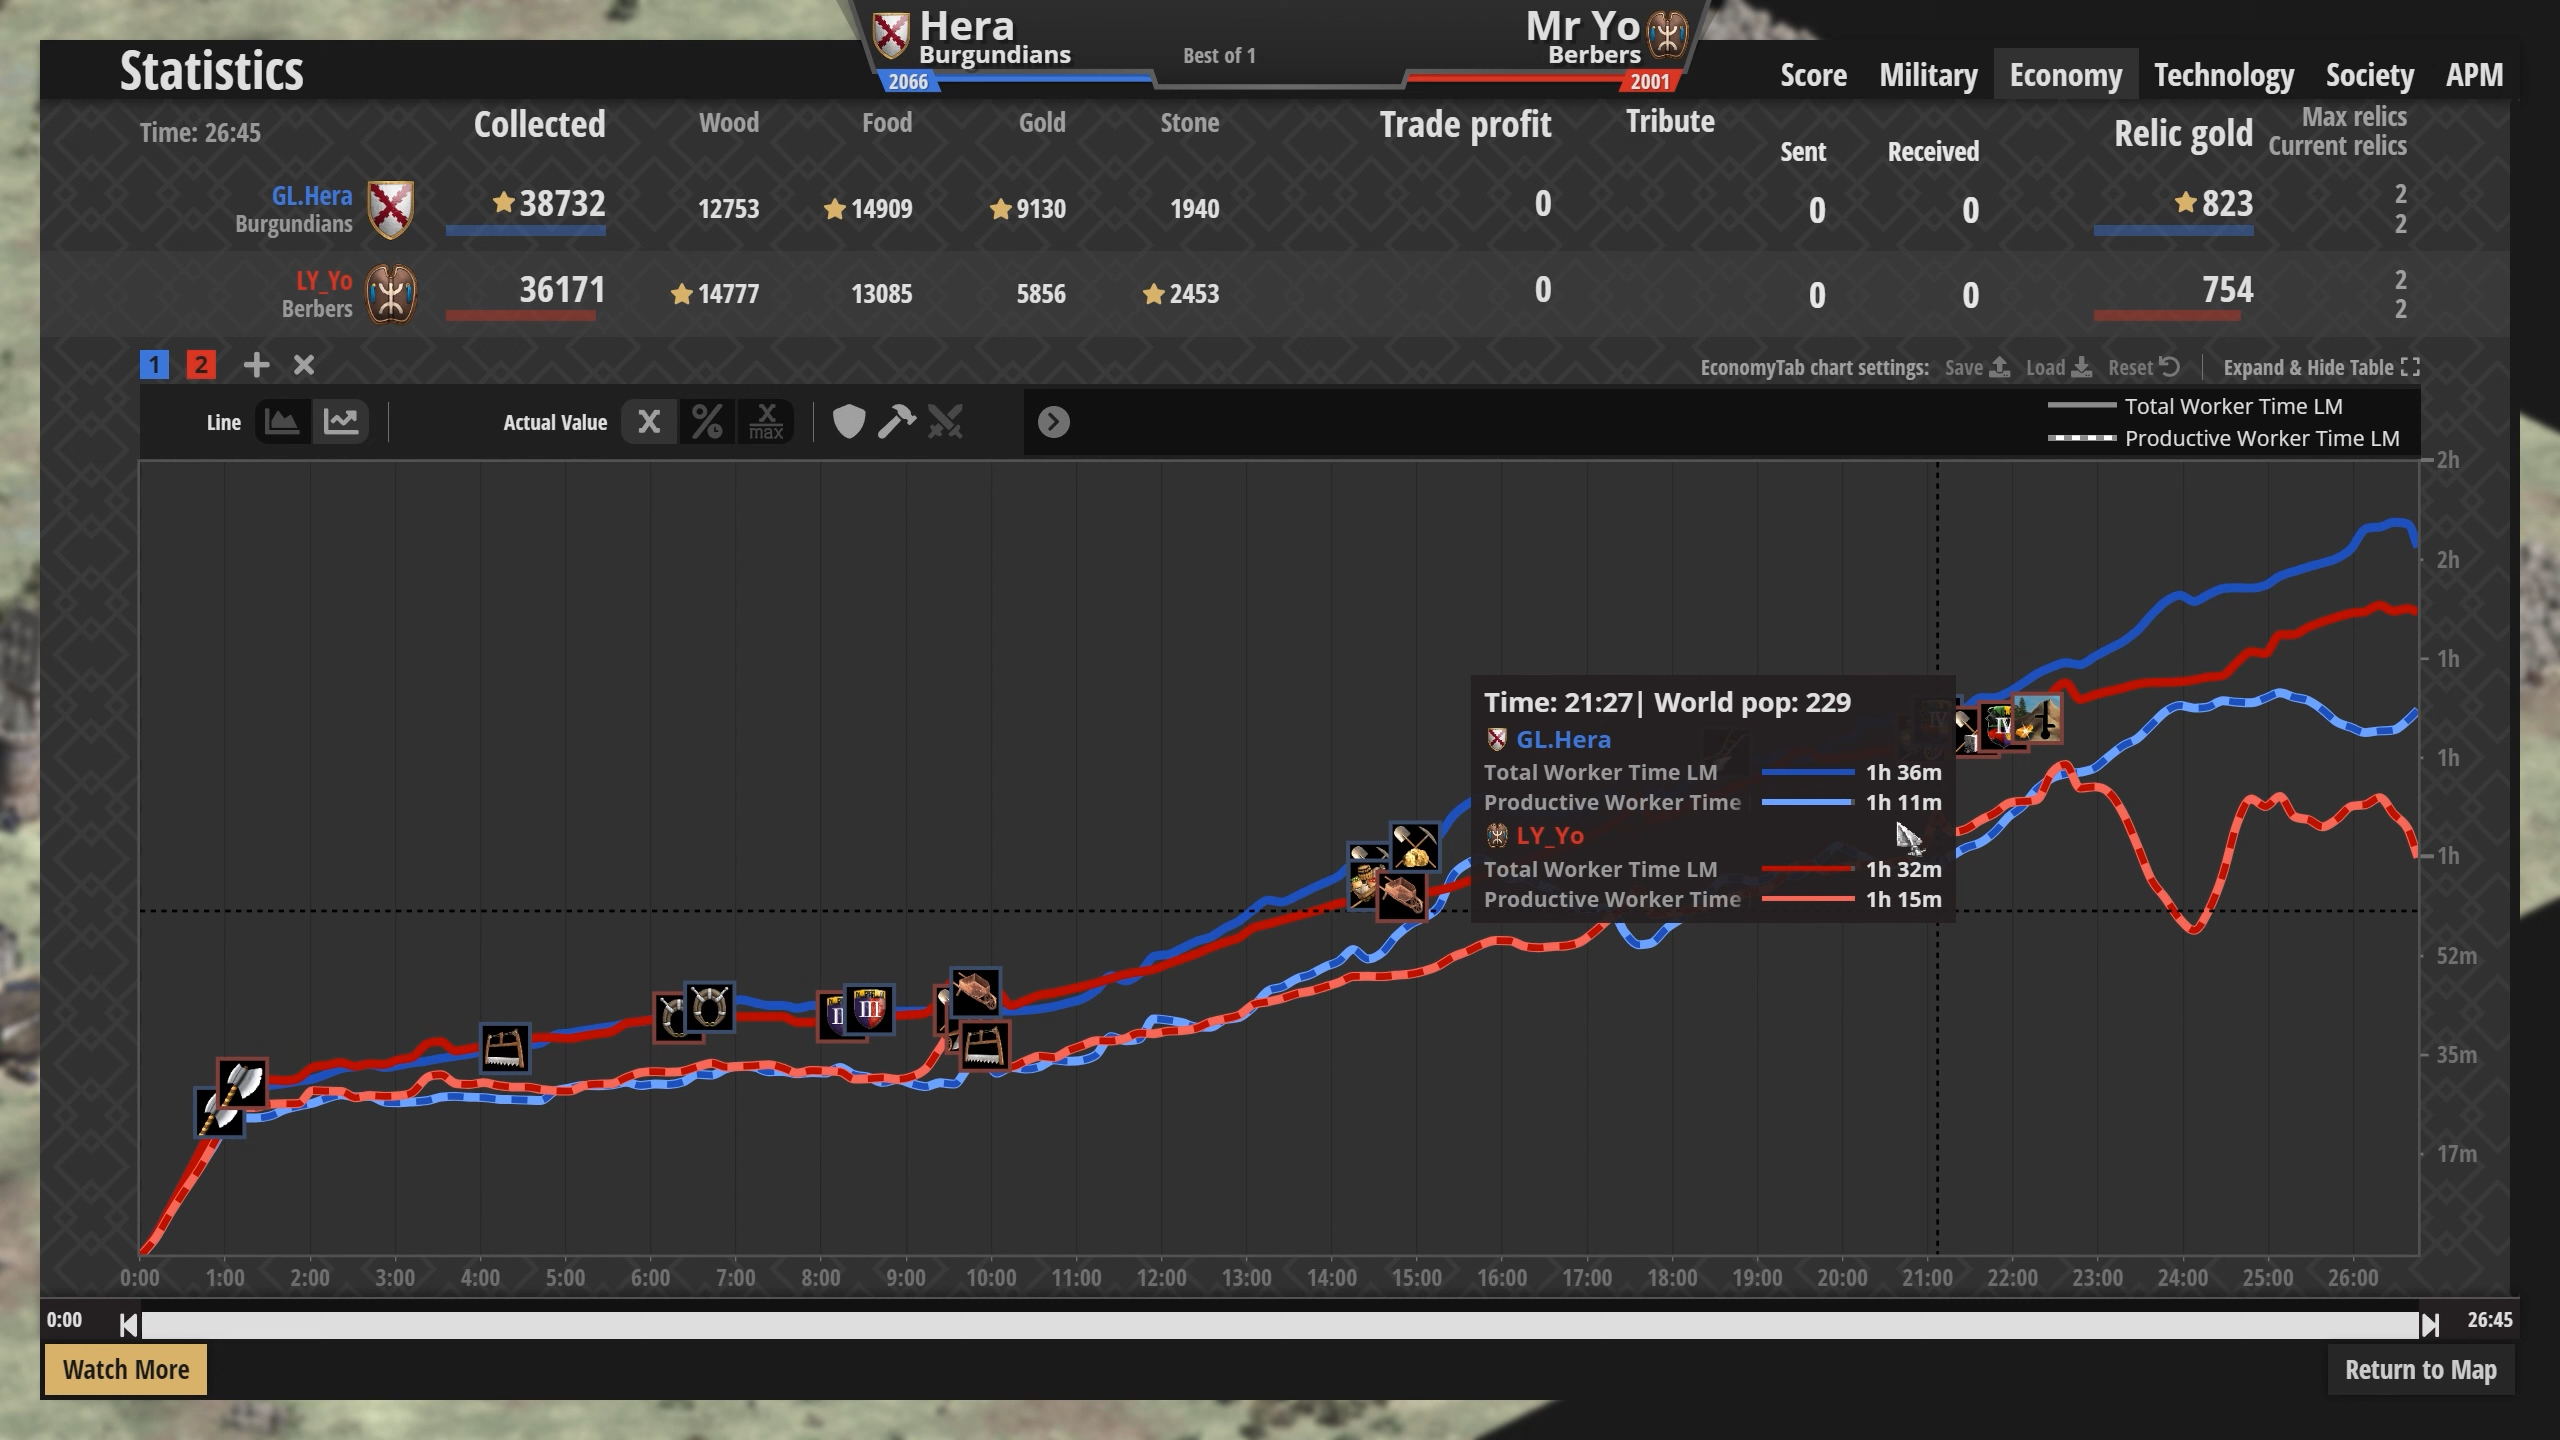 Hera
Burgundians
2066
Best of 1
Mr Yo
Berbers
2001
Statistics
Score Military Economy Technology Society APM
Time: 26:45
Collected Wood Food Gold Stone
Trade profit
Tribute
Sent Received
Relic gold
Max relics
Current relics
GL.Hera
Burgundians
38732 12753 14909 9130 1940 0 0 0 823 2
2
LY_Yo
Berbers
36171 14777 13085 5856 2453 0 0 0 754 2
2
1 2
EconomyTab chart settings: Save Load Reset Expand & Hide Table
Line
Actual Value X % X
max
Total Worker Time LM
Productive Worker Time LM
2h
2h
1h
1h
1h
52m
35m
17m
Time: 21:27| World pop: 229
GL.Hera
Total Worker Time LM 1h 36m
Productive Worker Time 1h 11m
LY_Yo
Total Worker Time LM 1h 32m
Productive Worker Time 1h 15m
III
IV
0:00 1:00 2:00 3:00 4:00 5:00 6:00 7:00 8:00 9:00 10:00 11:00 12:00 13:00 14:00 15:00 16:00 17:00 18:00 19:00 20:00 21:00 22:00 23:00 24:00 25:00 26:00
0:00
26:45
Watch More
Return to Map